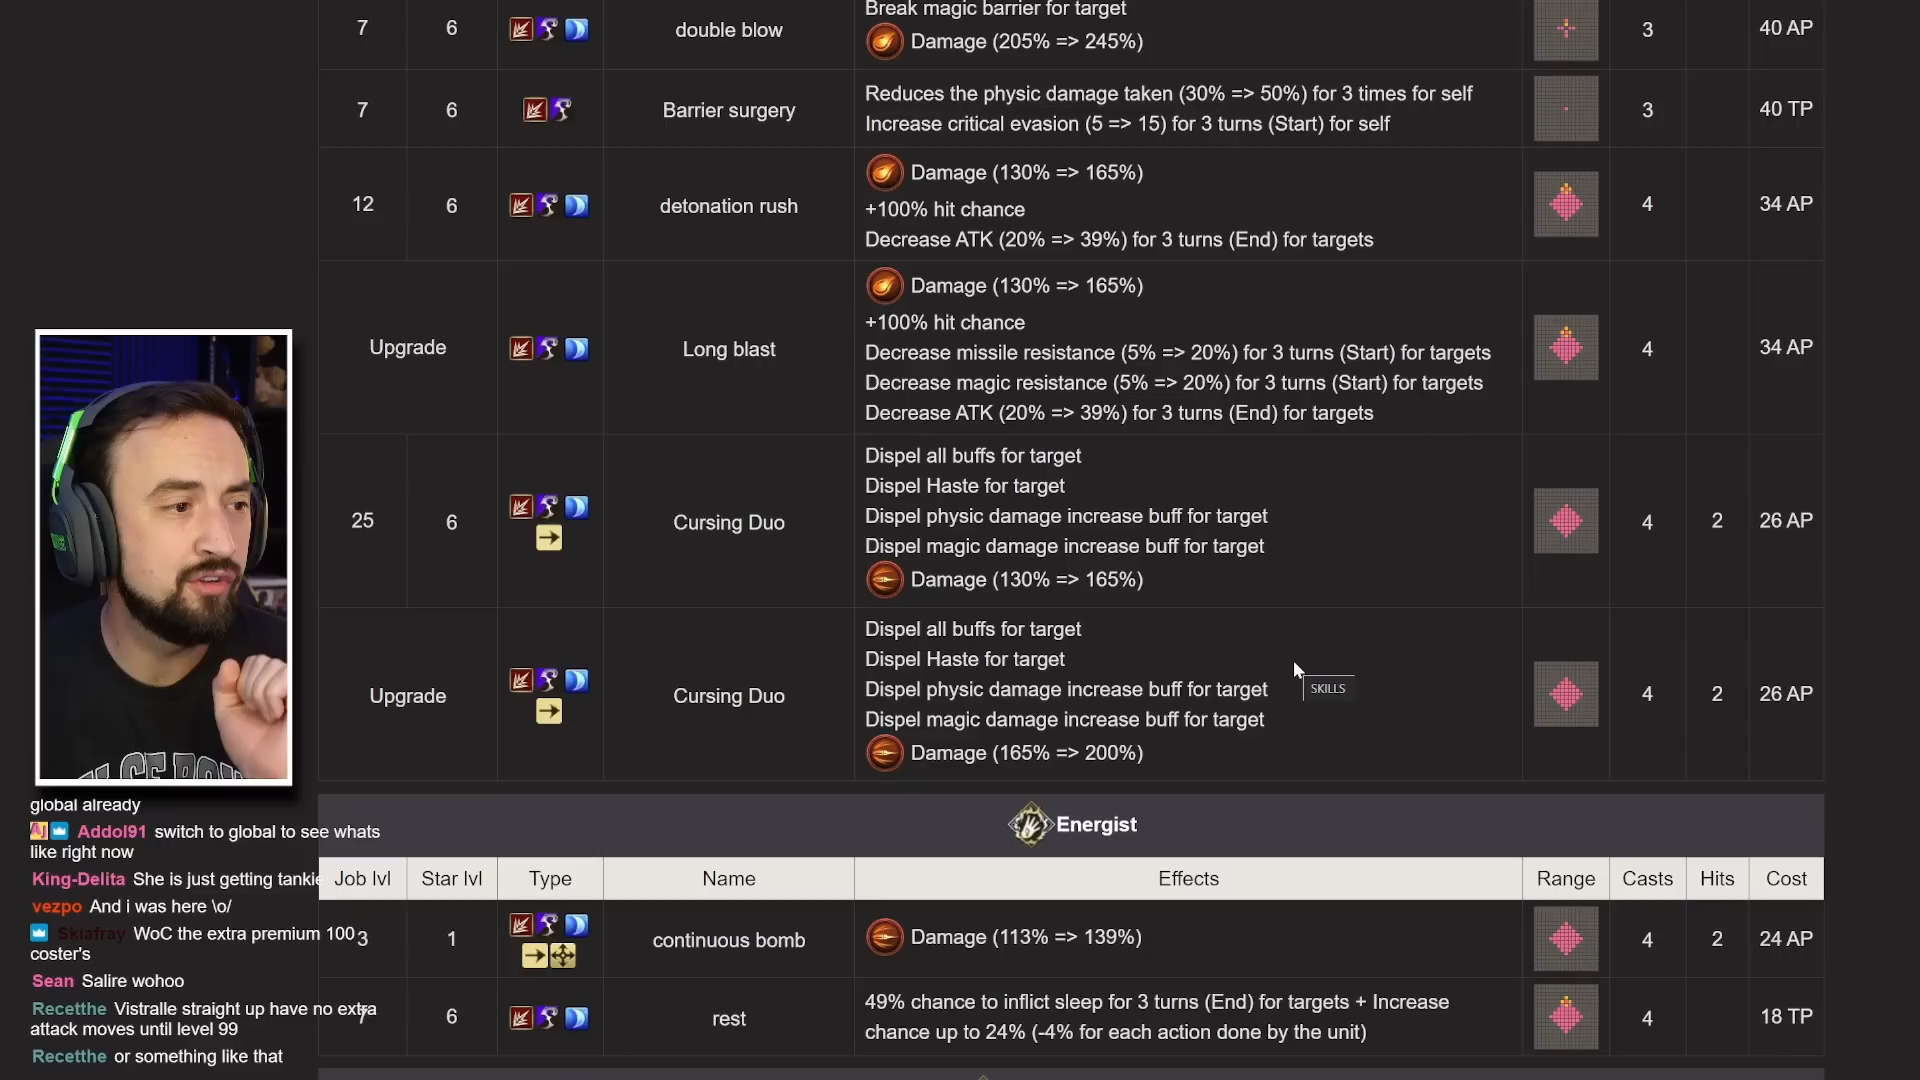 7 6 double blow Break magic barrier for target 3 40 AP
Damage (205% => 245%)
7 6 Barrier surgery Reduces the physic damage taken (30% => 50%) for 3 times for self 3 40 TP
Increase critical evasion (5 => 15) for 3 turns (Start) for self
12 6 detonation rush Damage (130% => 165%) 4 34 AP
+100% hit chance
Decrease ATK (20% => 39%) for 3 turns (End) for targets
Upgrade Long blast Damage (130% => 165%) 4 34 AP
+100% hit chance
Decrease missile resistance (5% => 20%) for 3 turns (Start) for targets
Decrease magic resistance (5% => 20%) for 3 turns (Start) for targets
Decrease ATK (20% => 39%) for 3 turns (End) for targets
25 6 Cursing Duo Dispel all buffs for target 4 2 26 AP
Dispel Haste for target
Dispel physic damage increase buff for target
Dispel magic damage increase buff for target
Damage (130% => 165%)
Upgrade Cursing Duo Dispel all buffs for target 4 2 26 AP
Dispel Haste for target
Dispel physic damage increase buff for target
Dispel magic damage increase buff for target
Damage (165% => 200%)
SKILLS
Energist
Job lvl Star lvl Type Name Effects Range Casts Hits Cost
3 1 continuous bomb Damage (113% => 139%) 4 2 24 AP
7 6 rest 49% chance to inflict sleep for 3 turns (End) for targets + Increase 4 18 TP
chance up to 24% (-4% for each action done by the unit)
global already
Addol91 switch to global to see whats
like right now
King-Delita She is just getting tankie
vezpo And i was here \o/
Skiafray WoC the extra premium 100
coster's
Sean Salire wohoo
Recetthe Vistralle straight up have no extra
attack moves until level 99
Recetthe or something like that